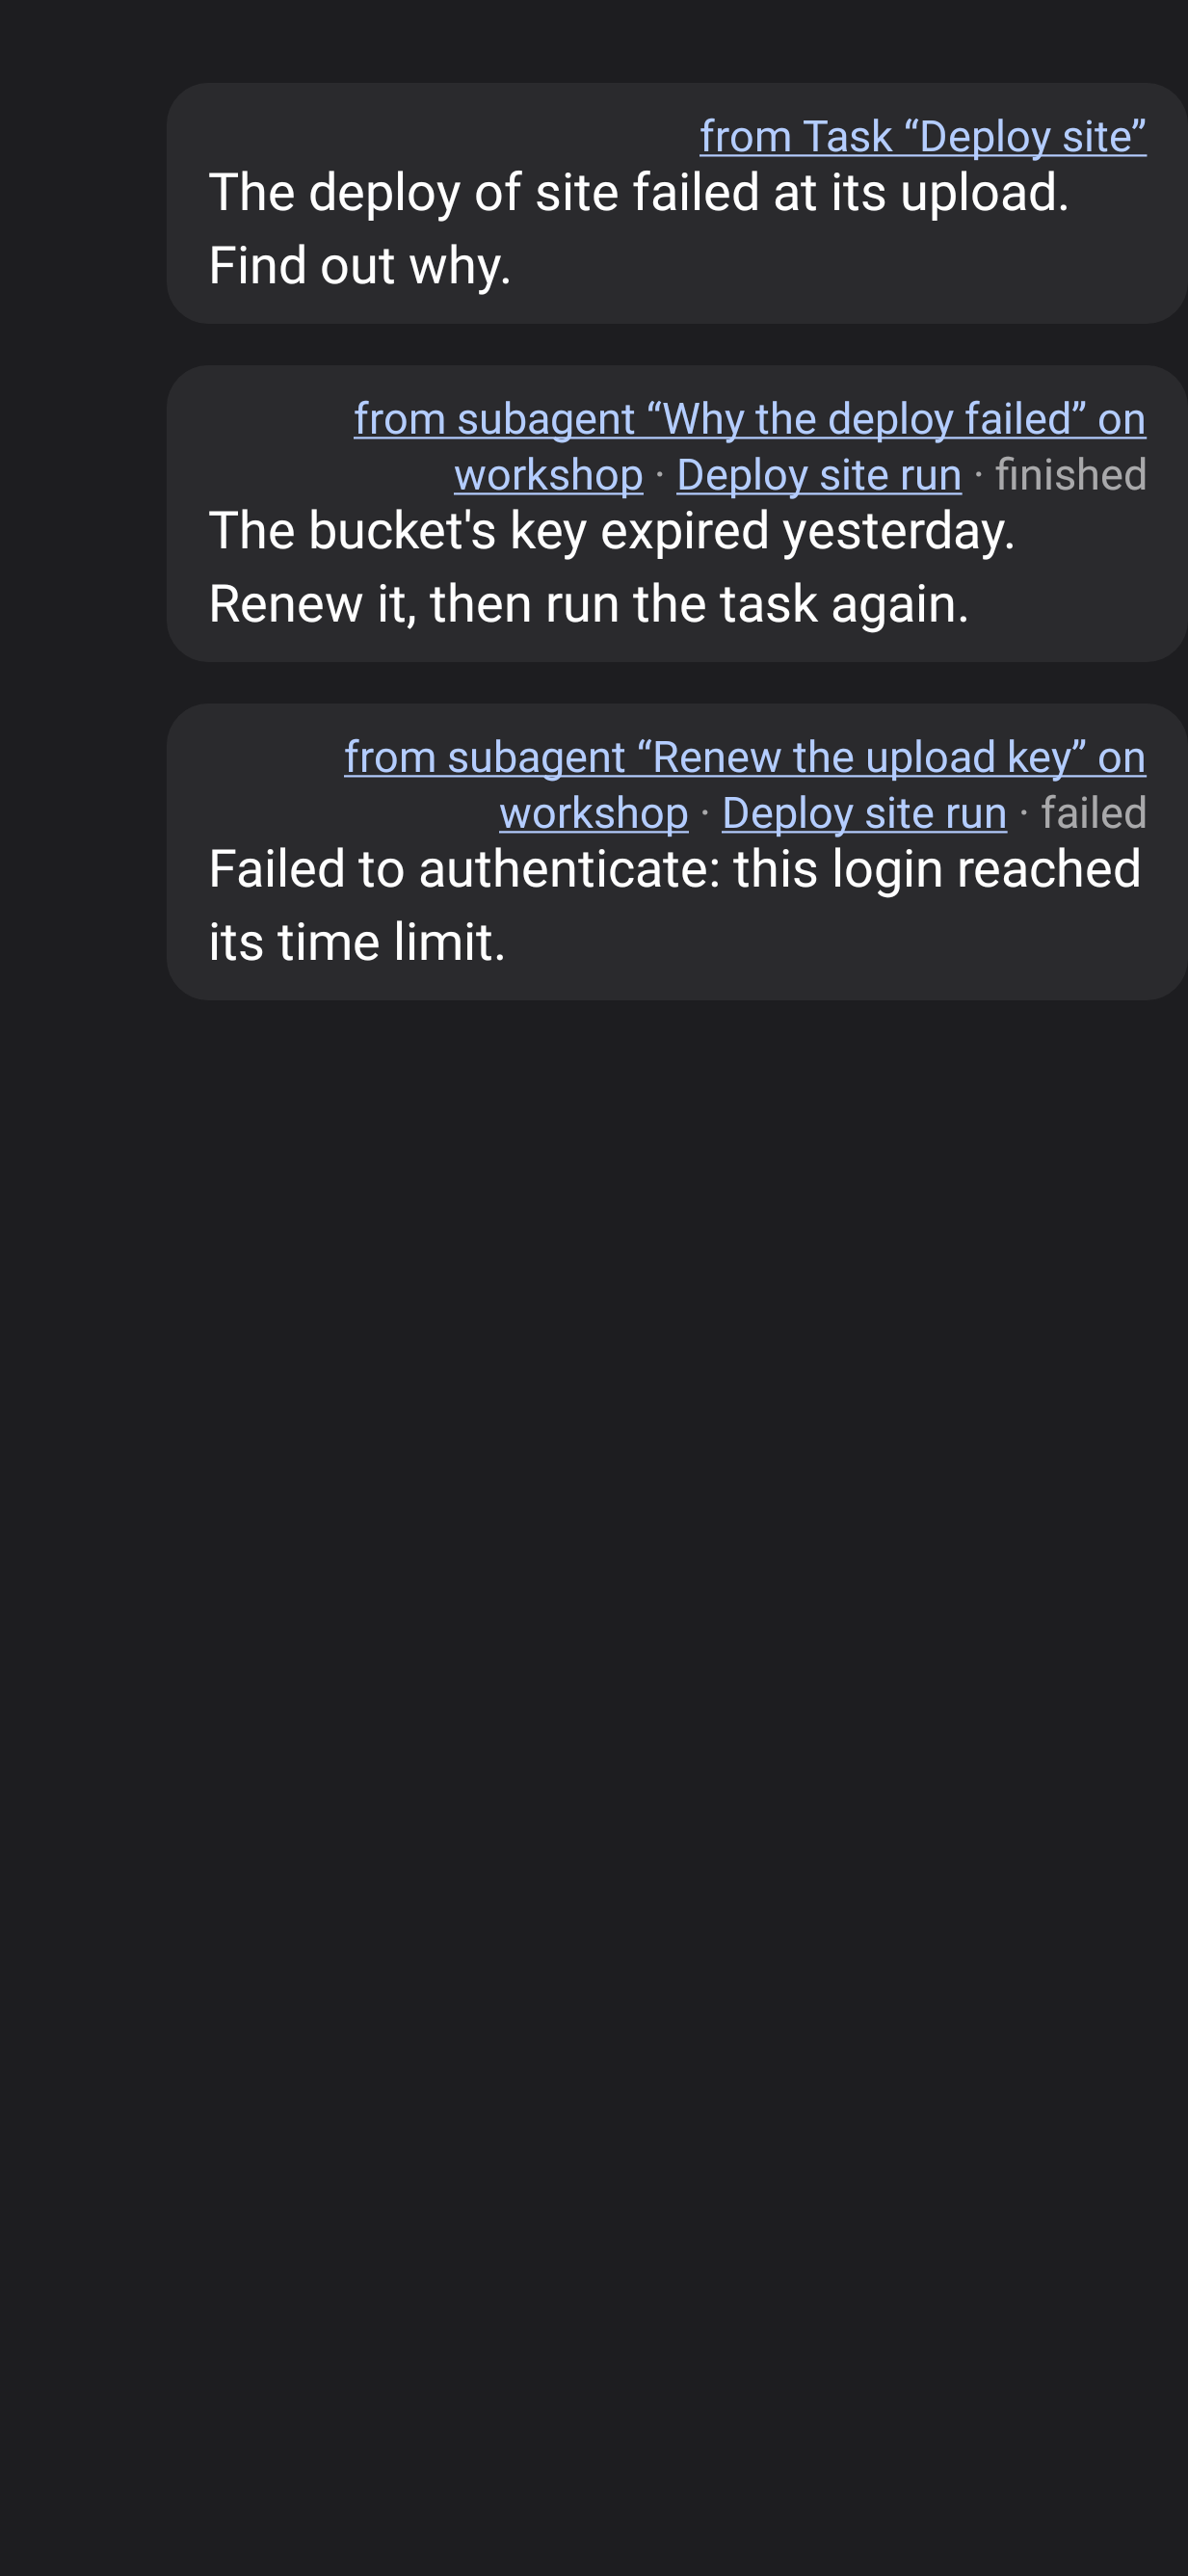 from Task “Deploy site”
The deploy of site failed at its upload.
Find out why.
from subagent “Why the deploy failed” on
workshop · Deploy site run · finished
The bucket's key expired yesterday.
Renew it, then run the task again.
from subagent “Renew the upload key” on
workshop · Deploy site run · failed
Failed to authenticate: this login reached
its time limit.